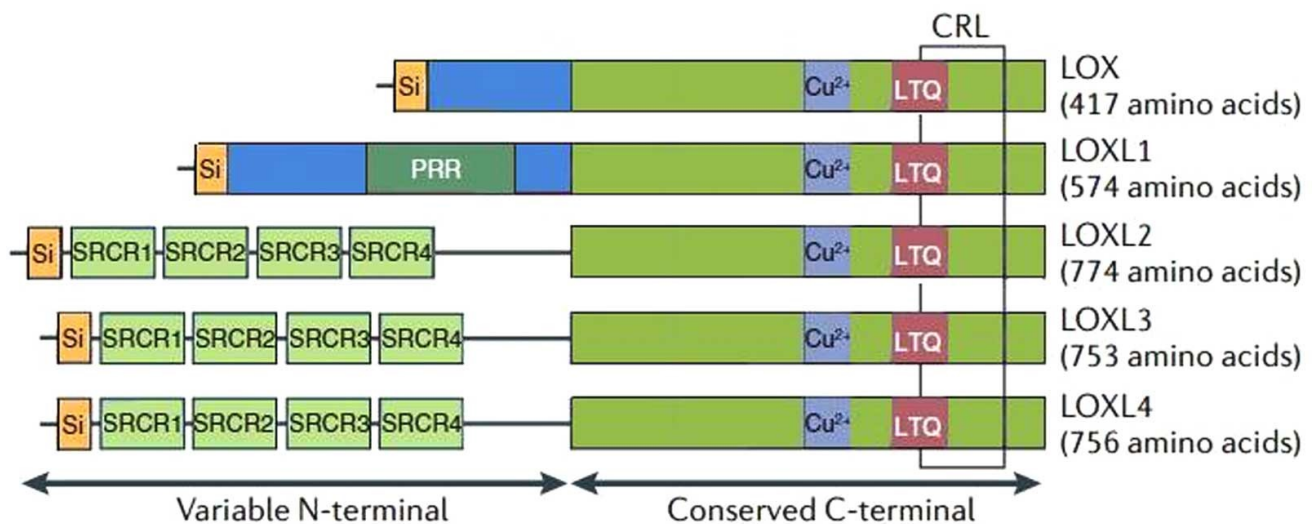 CRL
Si Cu²⁺ LTQ LOX
(417 amino acids)
Si PRR Cu²⁺ LTQ LOXL1
(574 amino acids)
Si SRCR1 SRCR2 SRCR3 SRCR4 Cu²⁺ LTQ LOXL2
(774 amino acids)
Si SRCR1 SRCR2 SRCR3 SRCR4 Cu²⁺ LTQ LOXL3
(753 amino acids)
Si SRCR1 SRCR2 SRCR3 SRCR4 Cu²⁺ LTQ LOXL4
(756 amino acids)
Variable N-terminal Conserved C-terminal